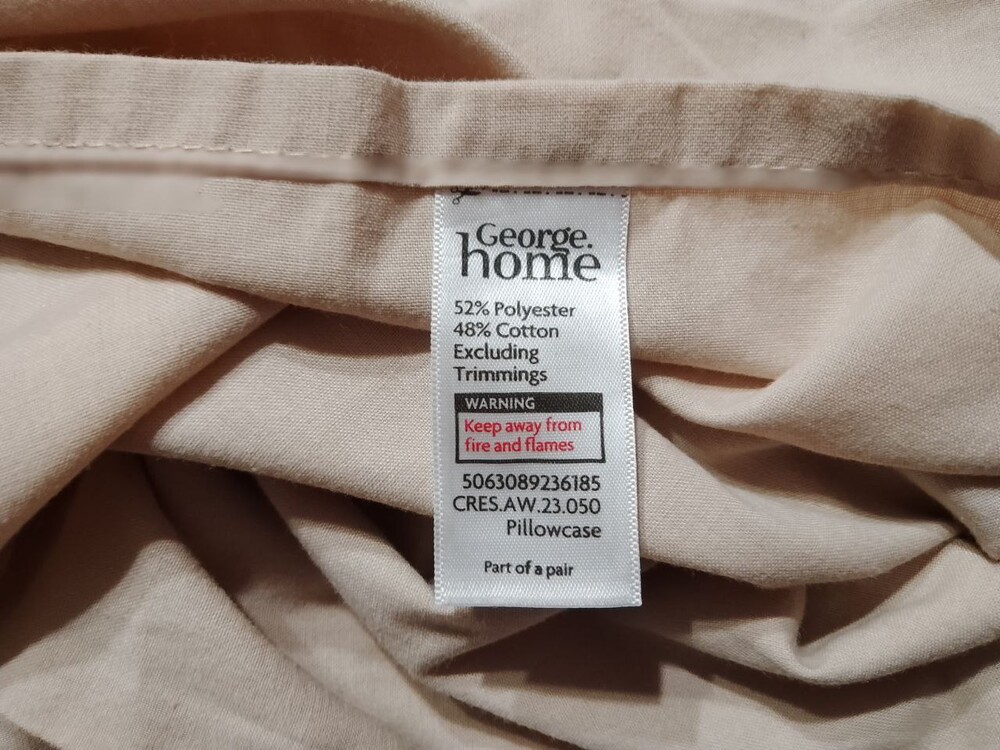 George.
home
52% Polyester
48% Cotton
Excluding
Trimmings
WARNING
Keep away from
fire and flames
5063089236185
CRES.AW.23.050
Pillowcase
Part of a pair